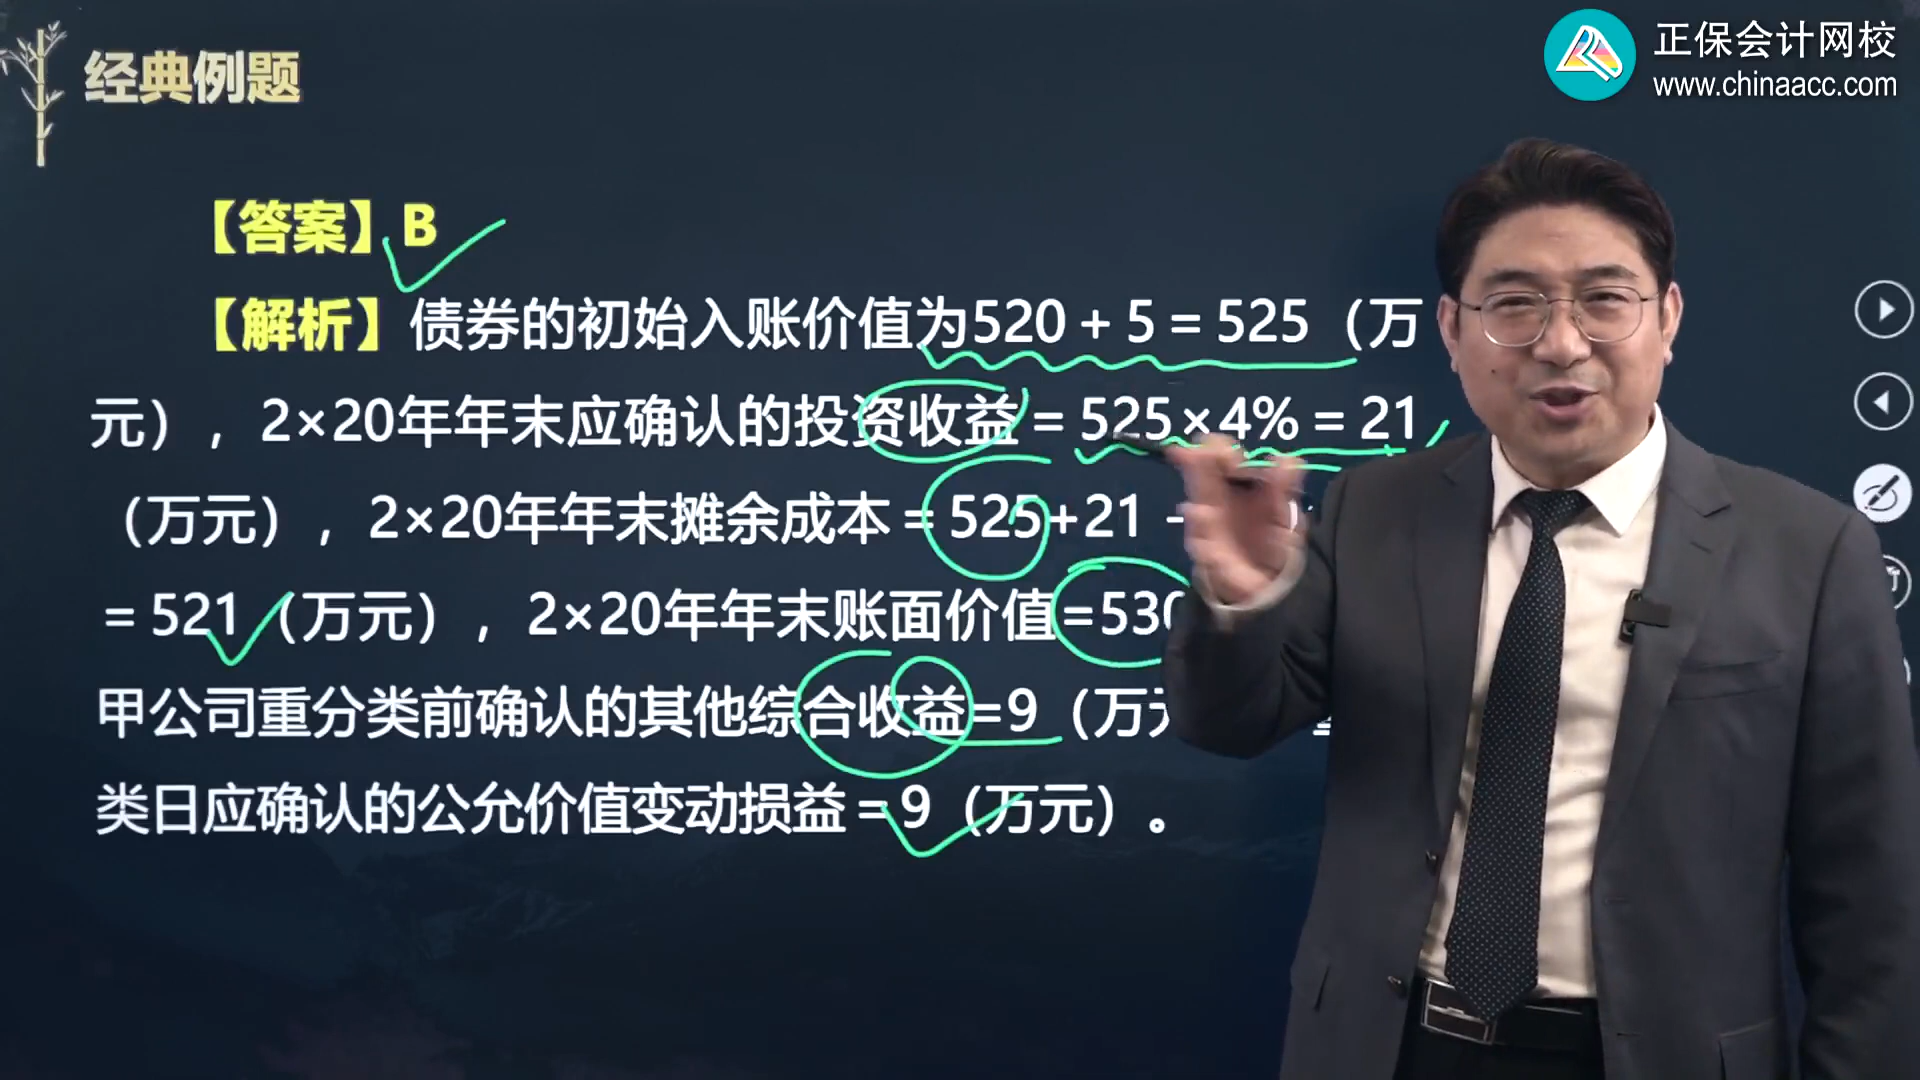 经典例题
正保会计网校
www.chinaacc.com
【答案】B
【解析】债券的初始入账价值为520+5=525（万
元），2×20年年末应确认的投资收益=525×4%=21
（万元），2×20年年末摊余成本=525+21-
=521（万元），2×20年年末账面价值=530
甲公司重分类前确认的其他综合收益=9（万
类日应确认的公允价值变动损益=9（万元）。